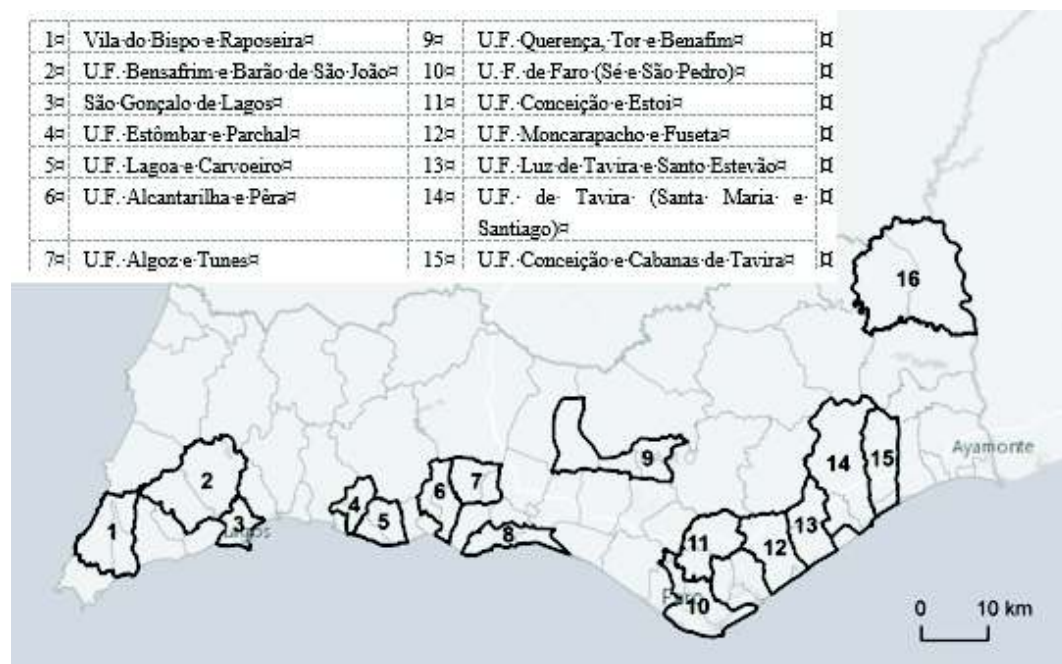 1¤ Vila·do·Bispo·e·Raposeira¤ 9¤ U.F.·Querença,·Tor·e·Benafim¤ ¤
2¤ U.F.·Bensafrim·e·Barão·de·São·João¤ 10¤ U.·F.·de·Faro·(Sé·e·São·Pedro)¤ ¤
3¤ São·Gonçalo·de·Lagos¤ 11¤ U.F.·Conceição·e·Estoi¤ ¤
4¤ U.F.·Estômbar·e·Parchal¤ 12¤ U.F.·Moncarapacho·e·Fuseta¤ ¤
5¤ U.F.·Lagoa·e·Carvoeiro¤ 13¤ U.F.·Luz·de·Tavira·e·Santo·Estevão¤ ¤
6¤ U.F.·Alcantarilha·e·Pêra¤ 14¤ U.F.· de· Tavira· (Santa· Maria· e· ¤
Santiago)¤
7¤ U.F.·Algoz·e·Tunes¤ 15¤ U.F.·Conceição·e·Cabanas·de·Tavira¤ ¤
16
Ayamonte
9
14
15
2
6
7
4
5
3
1
Lagos
8
13
11
12
Faro
10
0 10 km